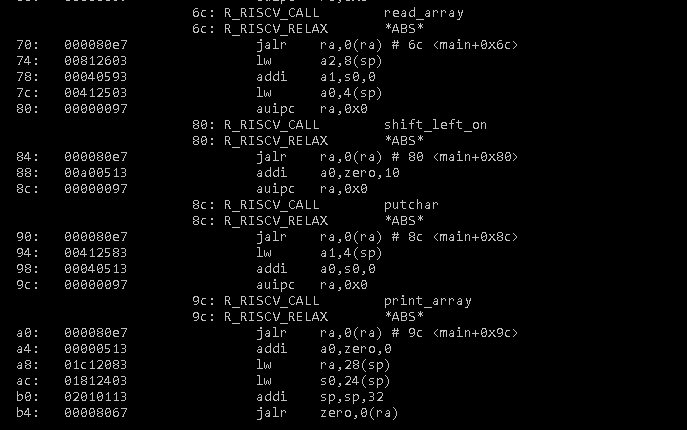 6c: R_RISCV_CALL read_array
6c: R_RISCV_RELAX *ABS*
70: 000080e7 jalr ra,0(ra) # 6c <main+0x6c>
74: 00812603 lw a2,8(sp)
78: 00040593 addi a1,s0,0
7c: 00412503 lw a0,4(sp)
80: 00000097 auipc ra,0x0
80: R_RISCV_CALL shift_left_on
80: R_RISCV_RELAX *ABS*
84: 000080e7 jalr ra,0(ra) # 80 <main+0x80>
88: 00a00513 addi a0,zero,10
8c: 00000097 auipc ra,0x0
8c: R_RISCV_CALL putchar
8c: R_RISCV_RELAX *ABS*
90: 000080e7 jalr ra,0(ra) # 8c <main+0x8c>
94: 00412583 lw a1,4(sp)
98: 00040513 addi a0,s0,0
9c: 00000097 auipc ra,0x0
9c: R_RISCV_CALL print_array
9c: R_RISCV_RELAX *ABS*
a0: 000080e7 jalr ra,0(ra) # 9c <main+0x9c>
a4: 00000513 addi a0,zero,0
a8: 01c12083 lw ra,28(sp)
ac: 01812403 lw s0,24(sp)
b0: 02010113 addi sp,sp,32
b4: 00008067 jalr zero,0(ra)